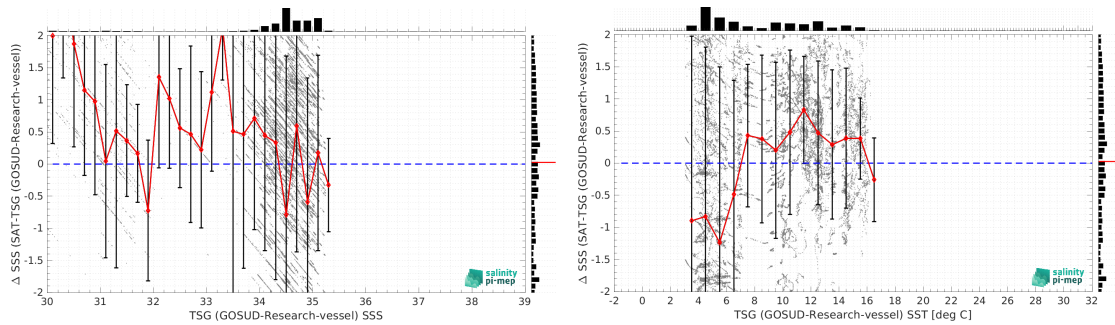 2
1.5
1
0.5
0
-0.5
-1
-1.5
-2
Δ SSS (SAT-TSG (GOSUD-Research-vessel))
30 31 32 33 34 35 36 37 38 39
TSG (GOSUD-Research-vessel) SSS
salinity
pi-mep
2
1.5
1
0.5
0
-0.5
-1
-1.5
-2
Δ SSS (SAT-TSG (GOSUD-Research-vessel))
-2 0 2 4 6 8 10 12 14 16 18 20 22 24 26 28 30 32
TSG (GOSUD-Research-vessel) SST [deg C]
salinity
pi-mep